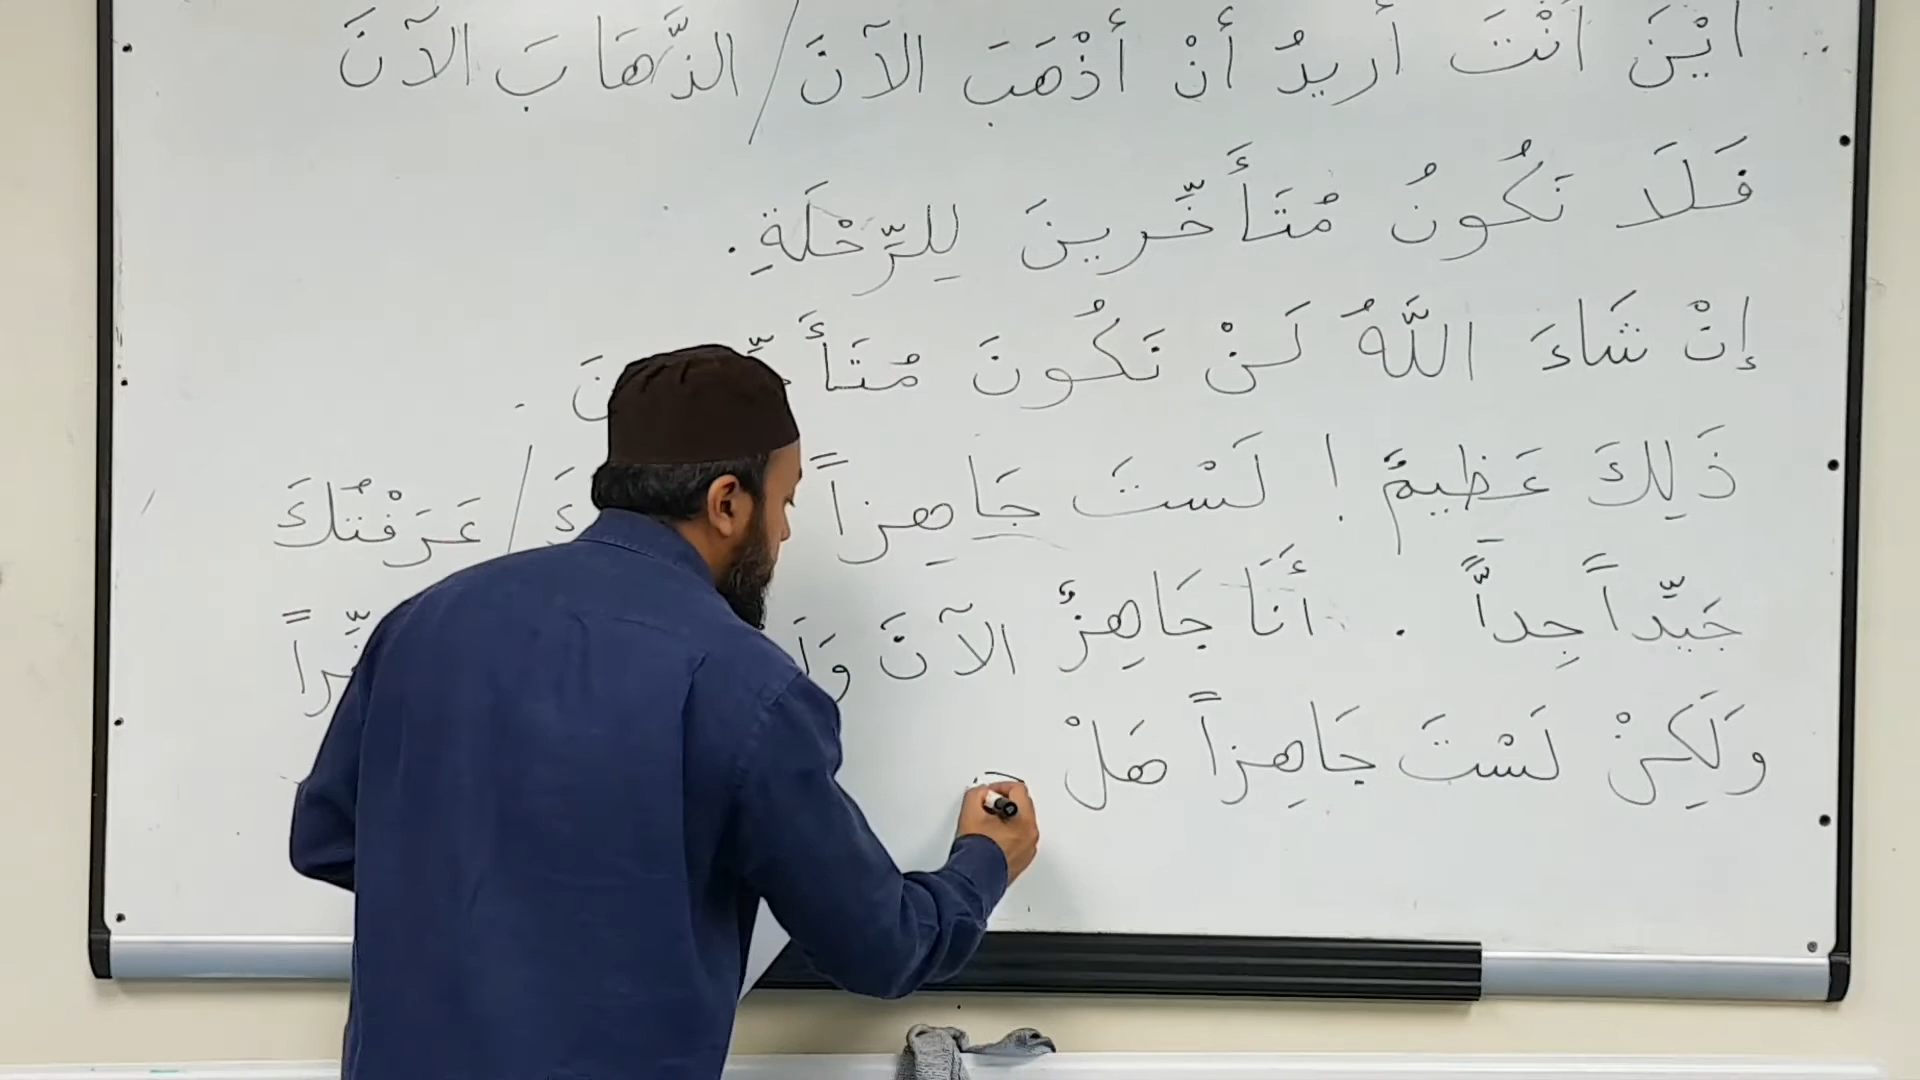 أَيْنَ أَنْتَ أُرِيدُ أَنْ أَذْهَبَ الآنَ / الذَّهَابَ الآنَ
فَلَا نَكُونُ مُتَأَخِّرِينَ لِلرِّحْلَةِ.
إِنْ شَاءَ اللَّهُ لَنْ نَكُونَ
ذَلِكَ عَظِيمٌ! لَسْتَ جَاهِزاً / عَرَفْتُكَ
جَيِّداً جِدّاً. أَنَا جَاهِزٌ الآنَ
وَلَكِنْ لَسْتَ جَاهِزاً هَلْ